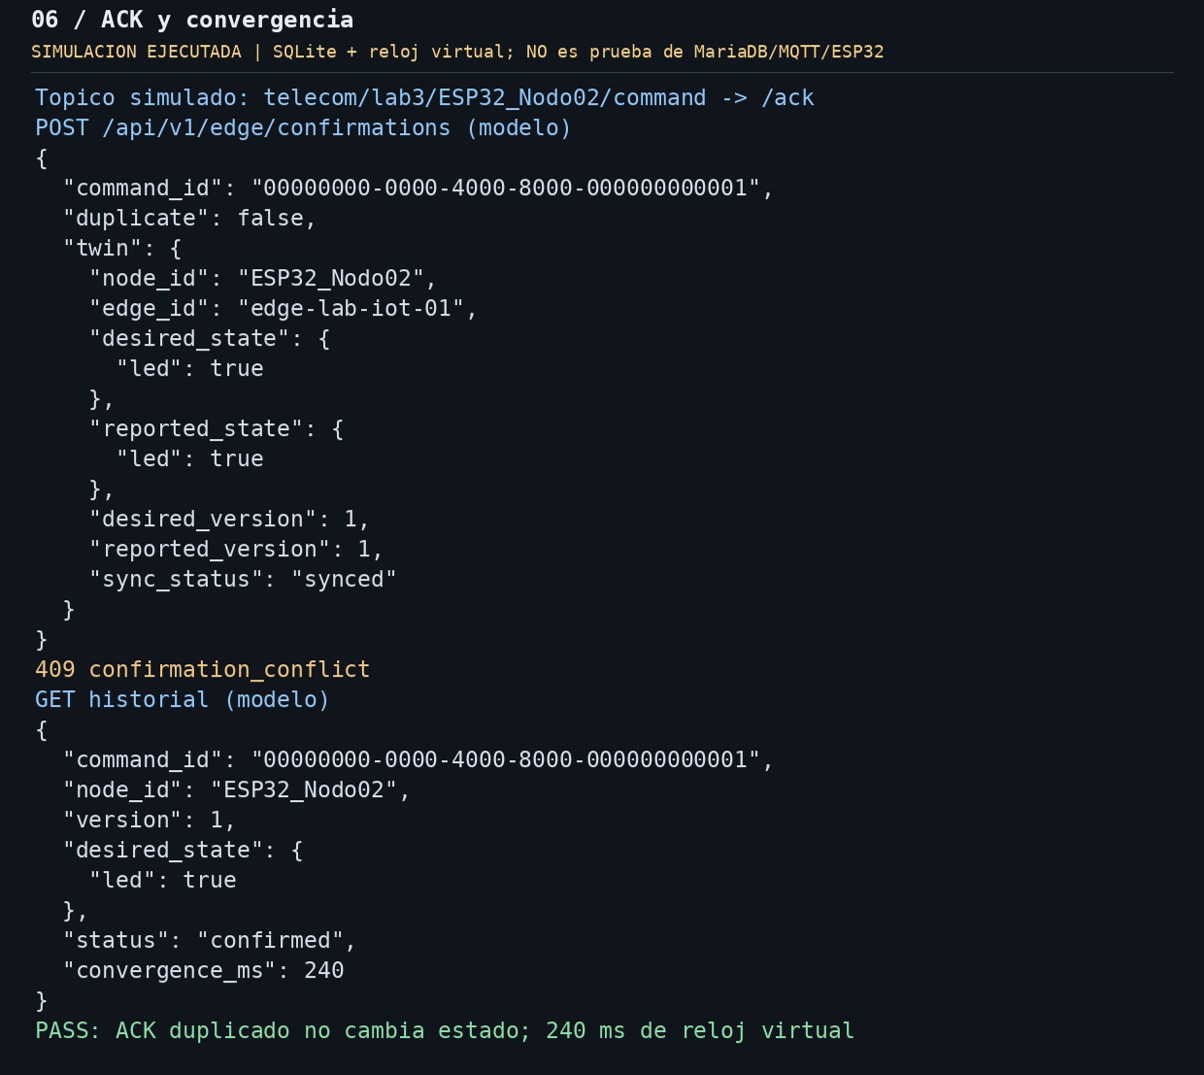 06 / ACK y convergencia
SIMULACION EJECUTADA | SQLite + reloj virtual; NO es prueba de MariaDB/MQTT/ESP32
Topico simulado: telecom/lab3/ESP32_Nodo02/command -> /ack
POST /api/v1/edge/confirmations (modelo)
{
  "command_id": "00000000-0000-4000-8000-000000000001",
  "duplicate": false,
  "twin": {
    "node_id": "ESP32_Nodo02",
    "edge_id": "edge-lab-iot-01",
    "desired_state": {
      "led": true
    },
    "reported_state": {
      "led": true
    },
    "desired_version": 1,
    "reported_version": 1,
    "sync_status": "synced"
  }
}
409 confirmation_conflict
GET historial (modelo)
{
  "command_id": "00000000-0000-4000-8000-000000000001",
  "node_id": "ESP32_Nodo02",
  "version": 1,
  "desired_state": {
    "led": true
  },
  "status": "confirmed",
  "convergence_ms": 240
}
PASS: ACK duplicado no cambia estado; 240 ms de reloj virtual